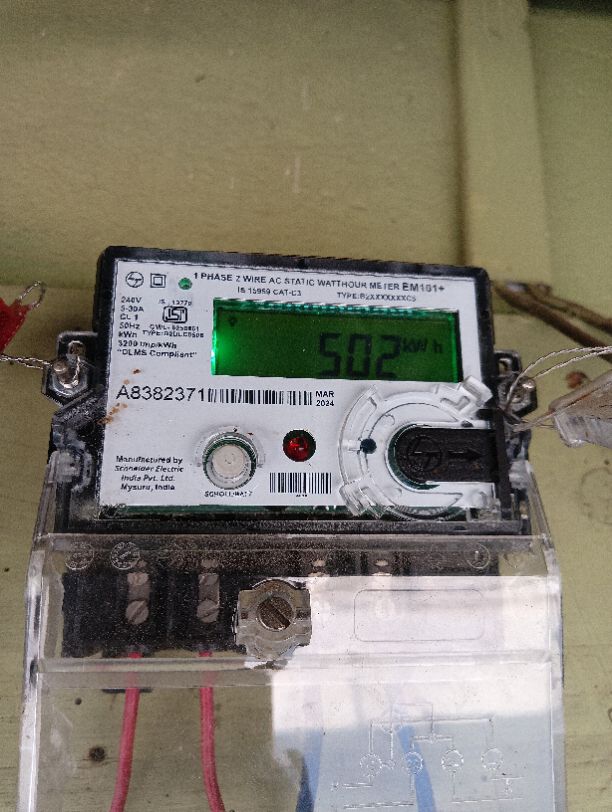 1 PHASE 2 WIRE AC STATIC WATTHOUR METER EM101+
IS 15959 CAT-C3 TYPE:B2XXXXXXXC5
240V
5-30A
CL 1
50Hz
kWh
3200 imp/kWh
"DLMS Compliant"
502 kWh
A8382371
MAR
2024
Manufactured by
Schneider Electric
India Pvt. Ltd.
Mysuru, India